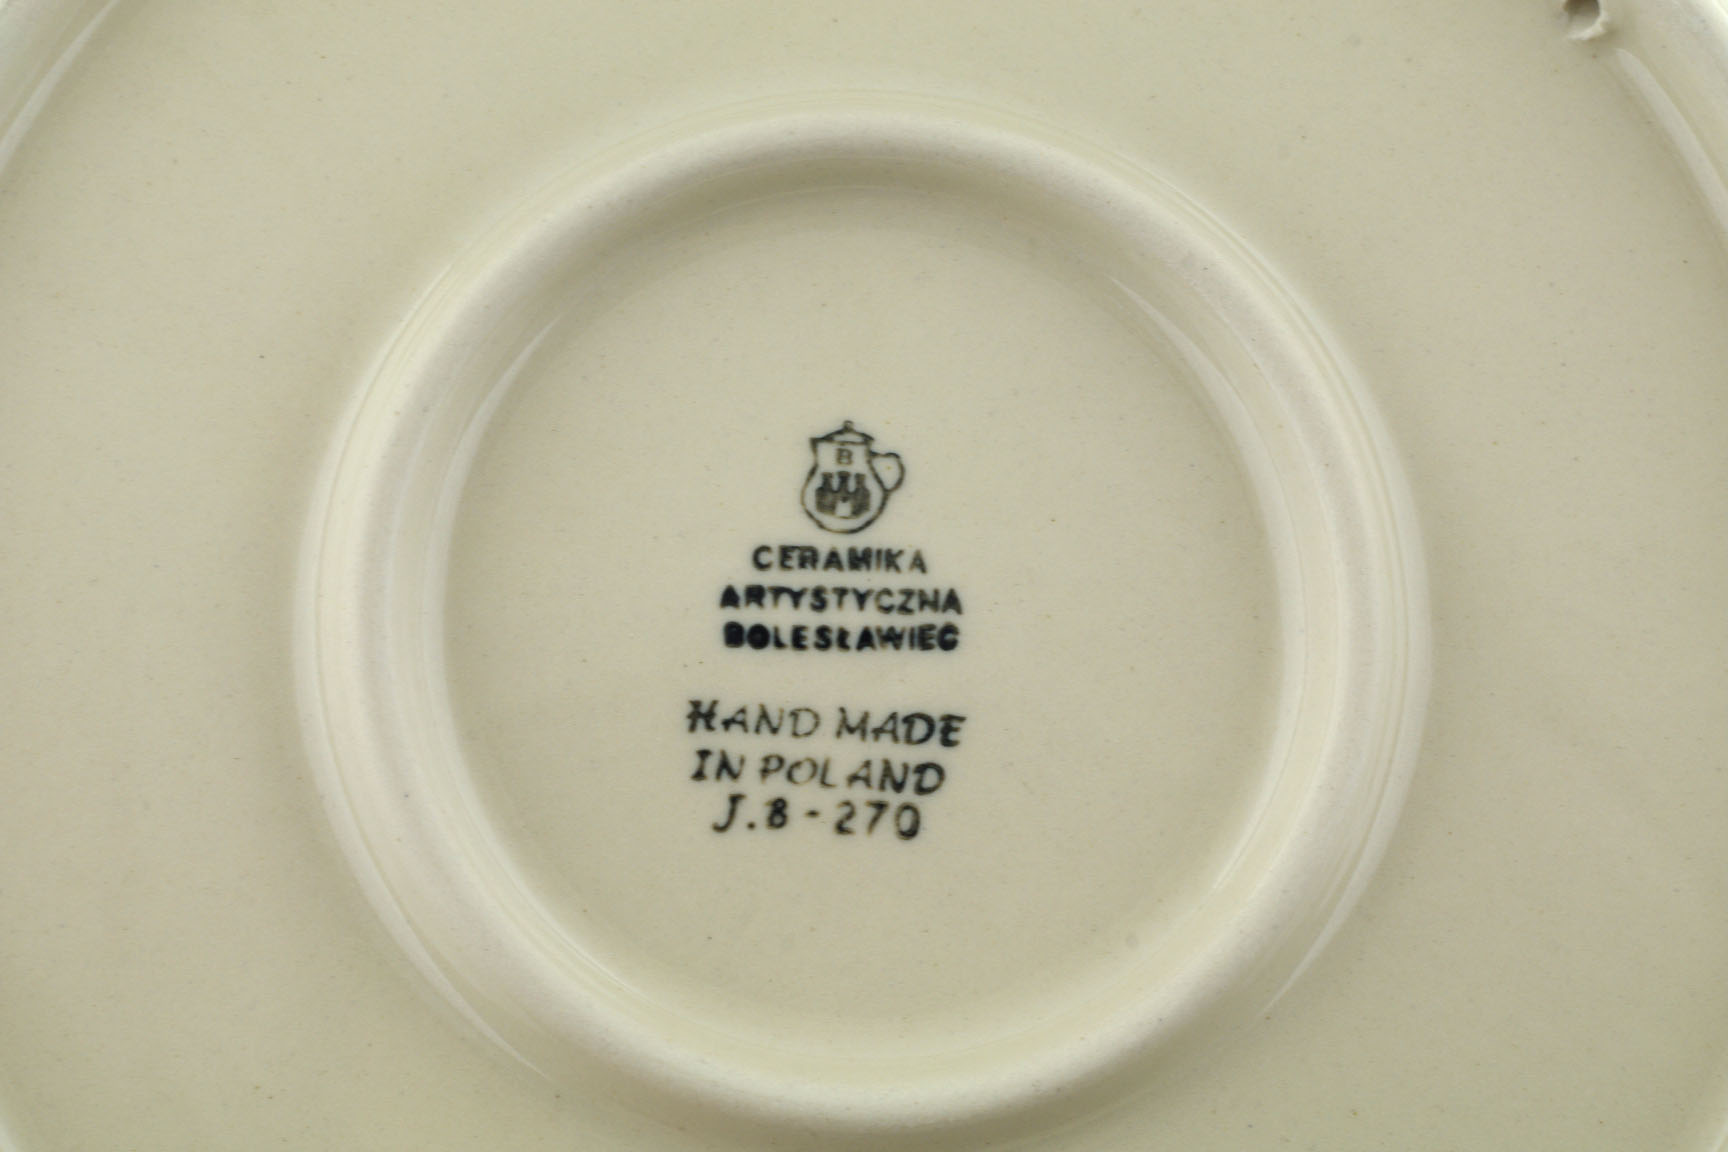 B
CERAMIKA
ARTYSTYCZNA
BOLESŁAWIEC
HAND MADE
IN POLAND
J.8-270